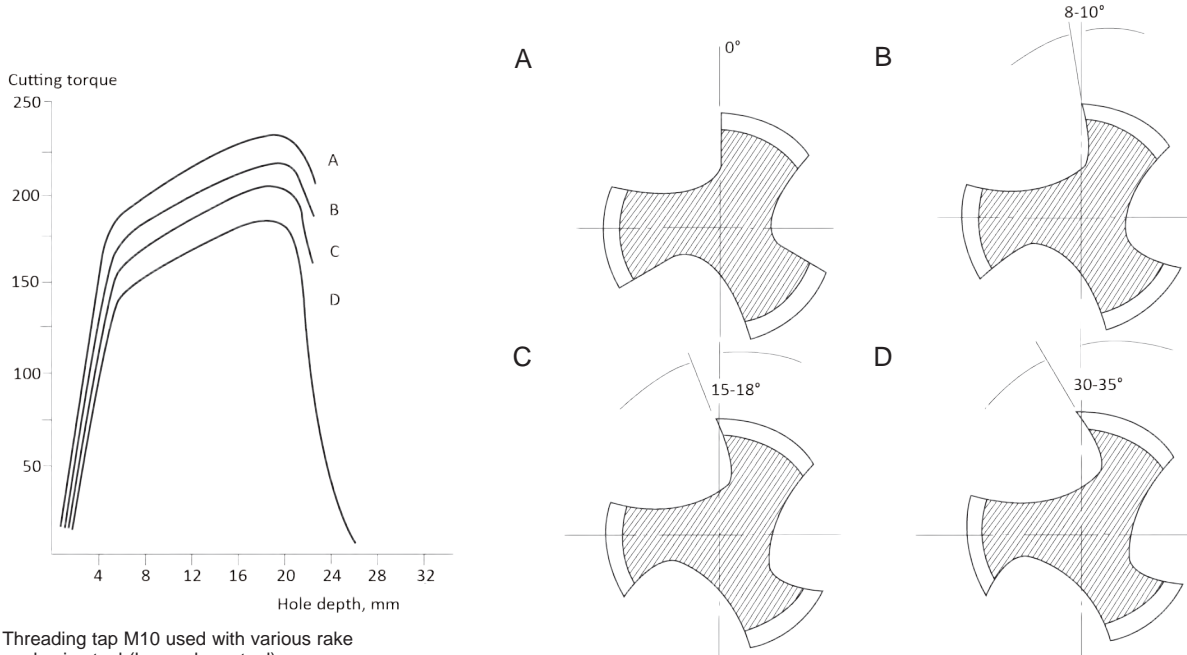 Cutting torque
250
200
150
100
50
4 8 12 16 20 24 28 32
Hole depth, mm
A
B
C
D
Threading tap M10 used with various rake
A
0°
B
8-10°
C
15-18°
D
30-35°